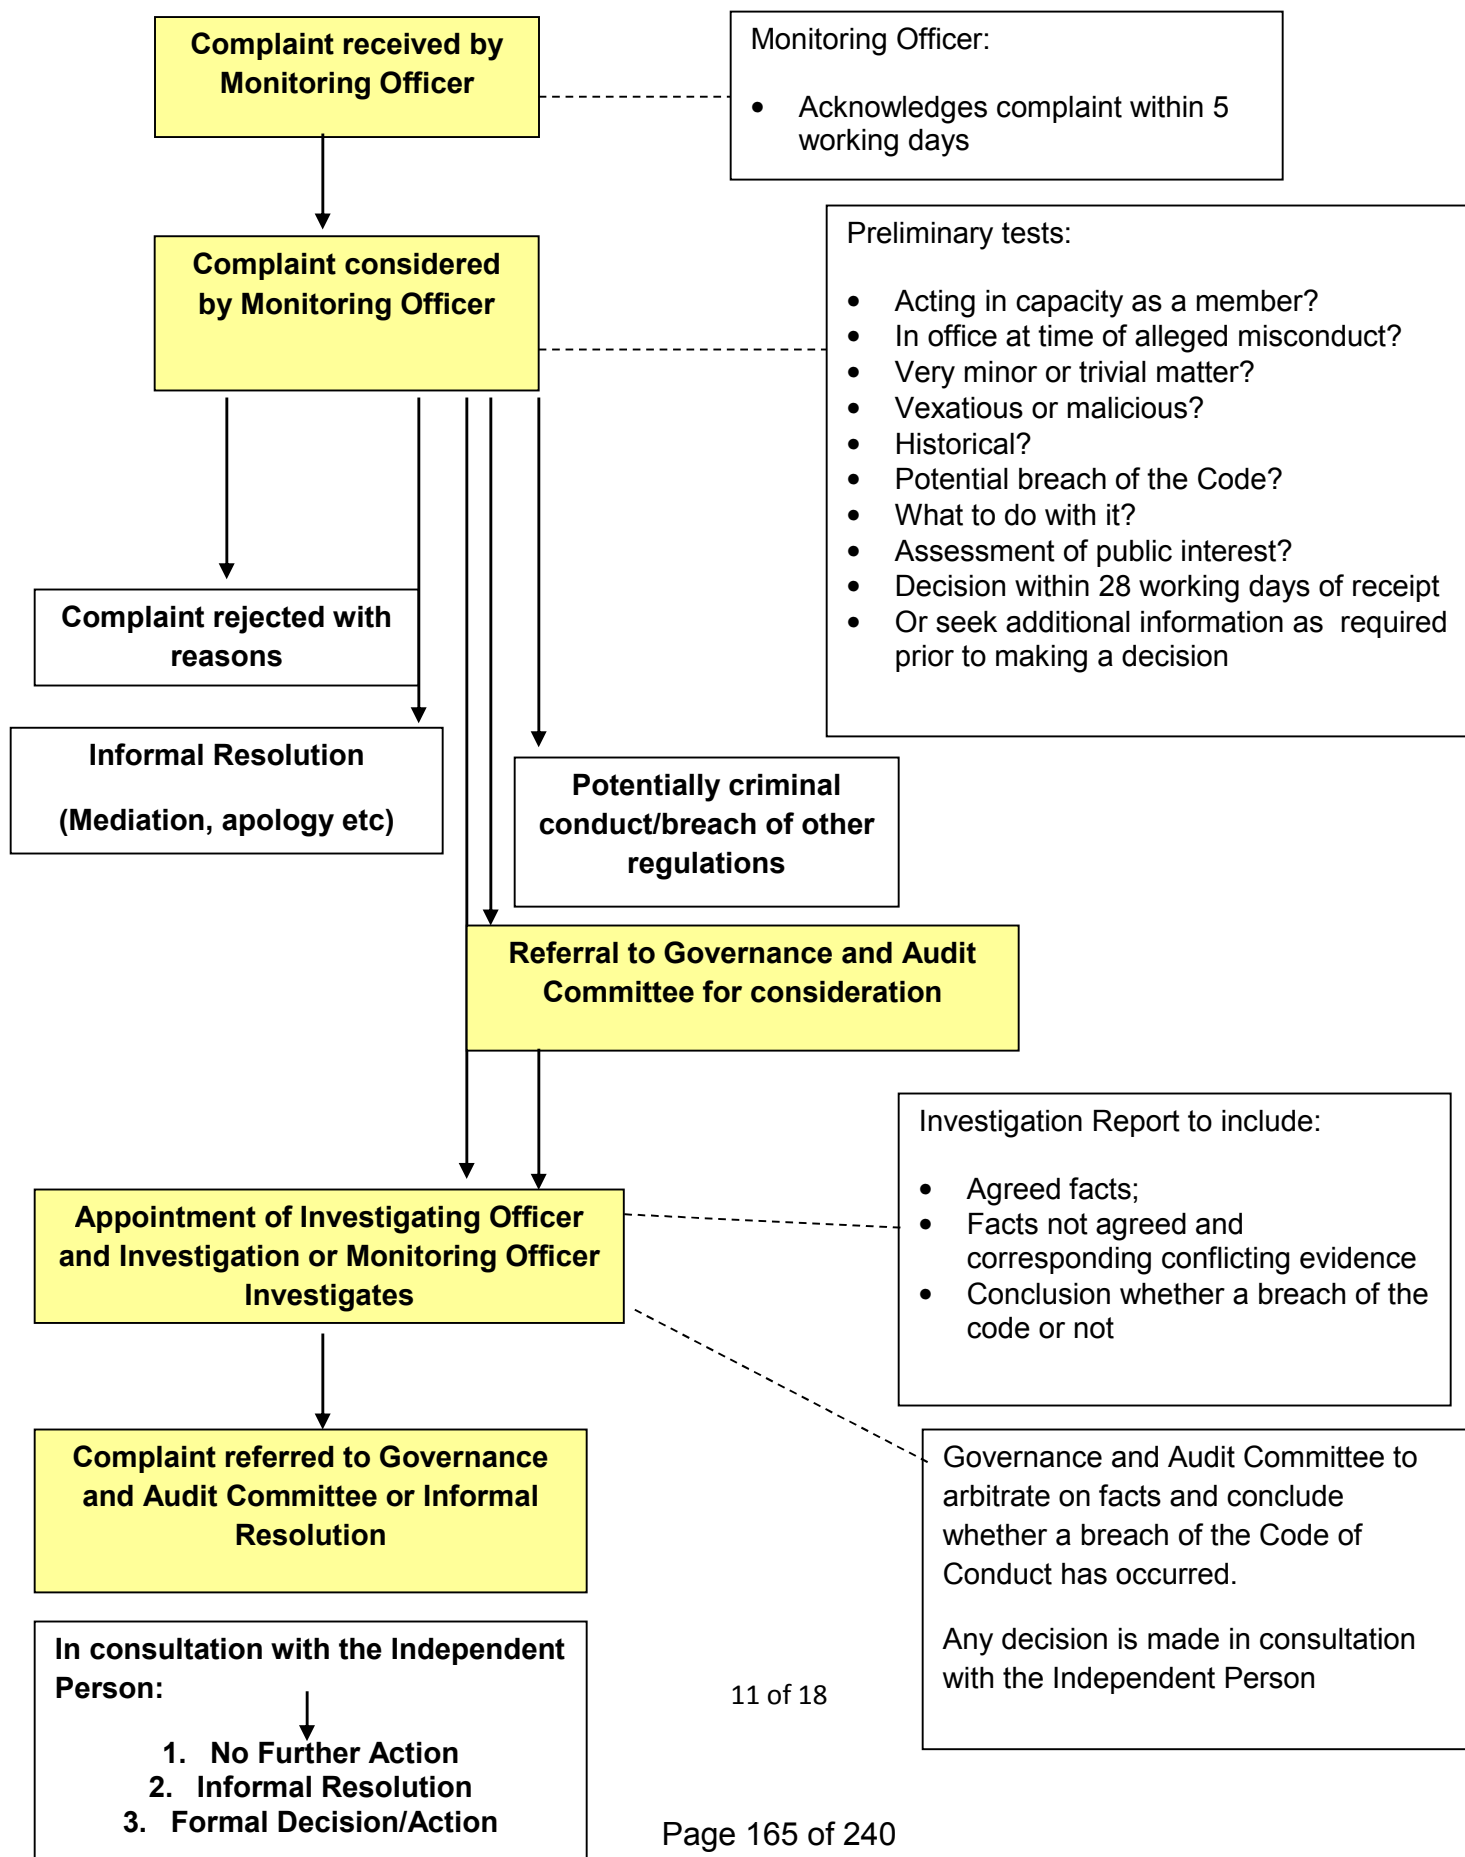 Complaint received by
Monitoring Officer
Monitoring Officer:
• Acknowledges complaint within 5
working days
Complaint considered
by Monitoring Officer
Preliminary tests:
• Acting in capacity as a member?
• In office at time of alleged misconduct?
• Very minor or trivial matter?
• Vexatious or malicious?
• Historical?
• Potential breach of the Code?
• What to do with it?
• Assessment of public interest?
• Decision within 28 working days of receipt
• Or seek additional information as required
prior to making a decision
Complaint rejected with
reasons
Informal Resolution
(Mediation, apology etc)
Potentially criminal
conduct/breach of other
regulations
Referral to Governance and Audit
Committee for consideration
Investigation Report to include:
• Agreed facts;
• Facts not agreed and
corresponding conflicting evidence
• Conclusion whether a breach of the
code or not
Appointment of Investigating Officer
and Investigation or Monitoring Officer
Investigates
Complaint referred to Governance
and Audit Committee or Informal
Resolution
Governance and Audit Committee to
arbitrate on facts and conclude
whether a breach of the Code of
Conduct has occurred.
Any decision is made in consultation
with the Independent Person
In consultation with the Independent
Person:
1. No Further Action
2. Informal Resolution
3. Formal Decision/Action
11 of 18
Page 165 of 240